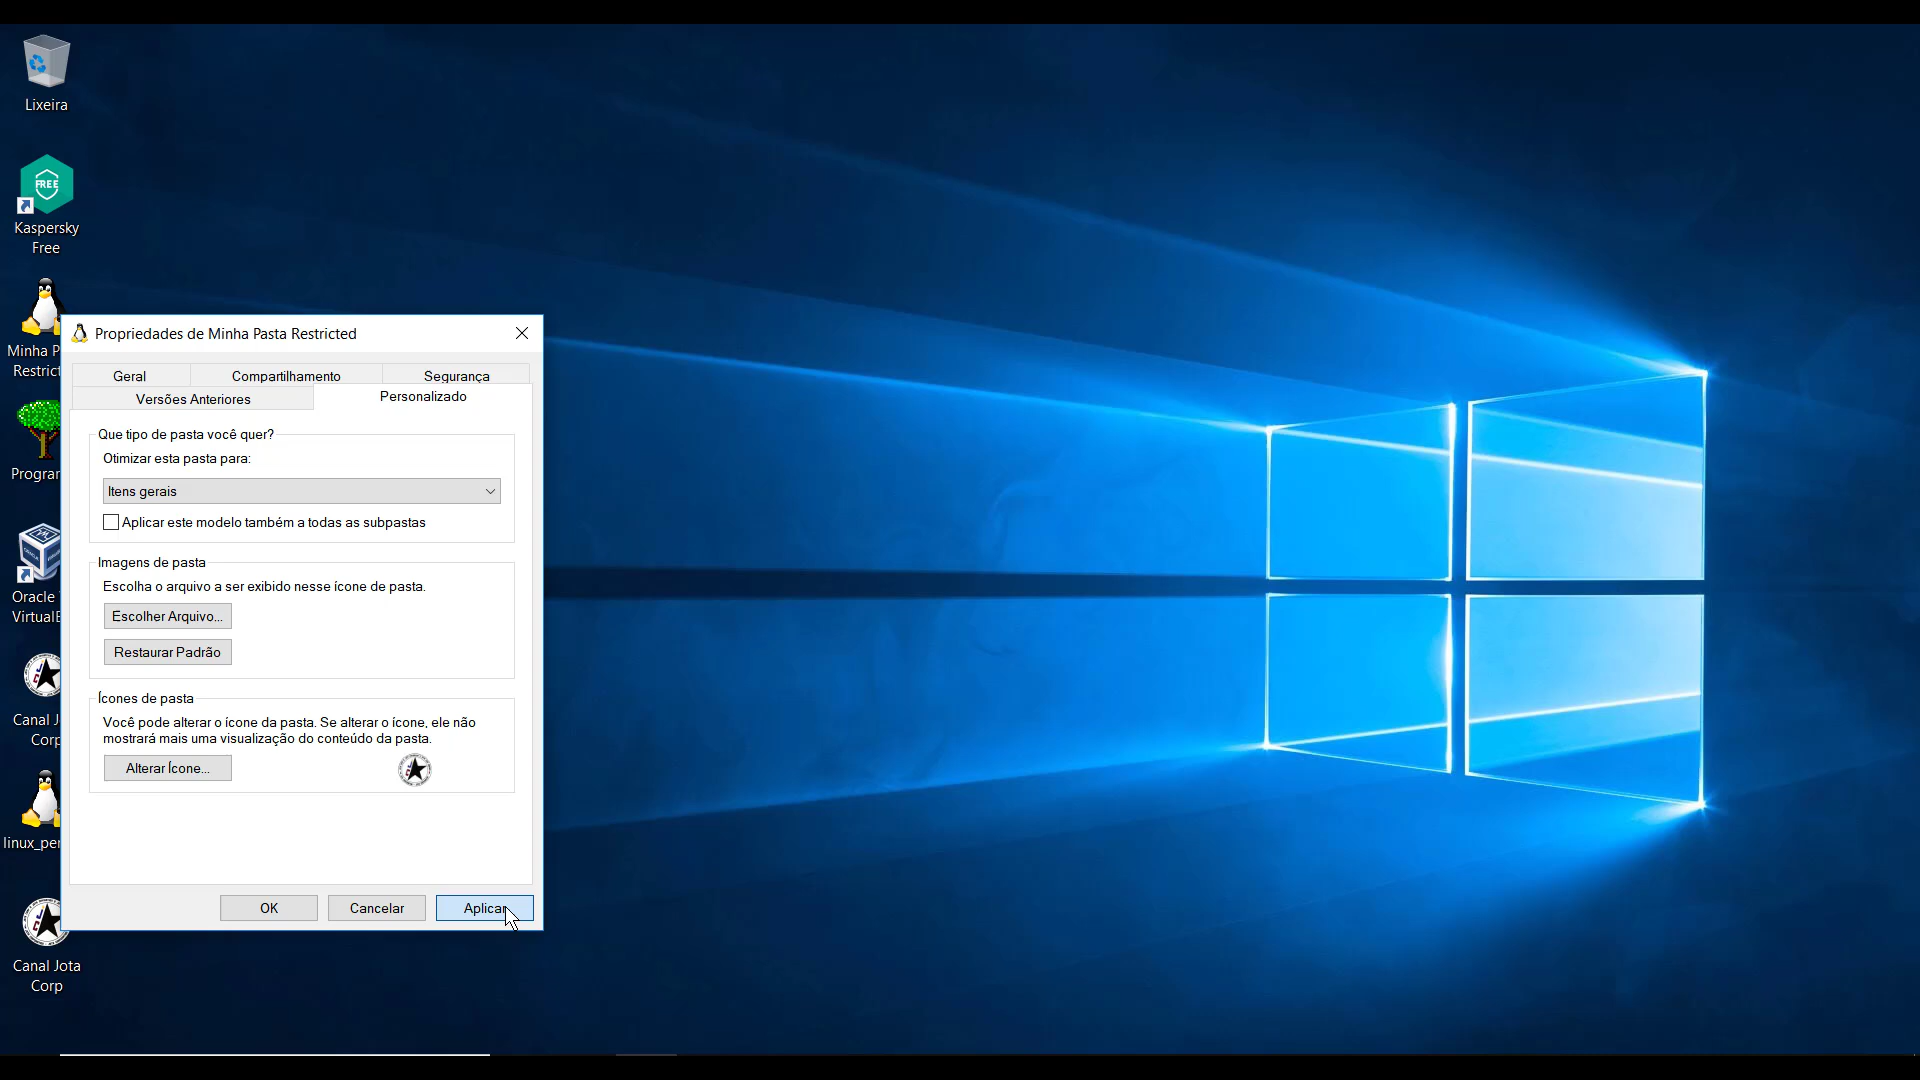 Lixeira
FREE
Kaspersky
Free
Minha P
Restrict
Program
Oracle
VirtualB
Canal J
Corp
linux_per
Canal Jota
Corp
Propriedades de Minha Pasta Restricted
Geral
Compartilhamento
Segurança
Versões Anteriores
Personalizado
Que tipo de pasta você quer?
Otimizar esta pasta para:
Itens gerais
Aplicar este modelo também a todas as subpastas
Imagens de pasta
Escolha o arquivo a ser exibido nesse ícone de pasta.
Escolher Arquivo...
Restaurar Padrão
Ícones de pasta
Você pode alterar o ícone da pasta. Se alterar o ícone, ele não
mostrará mais uma visualização do conteúdo da pasta.
Alterar Ícone...
OK
Cancelar
Aplicar